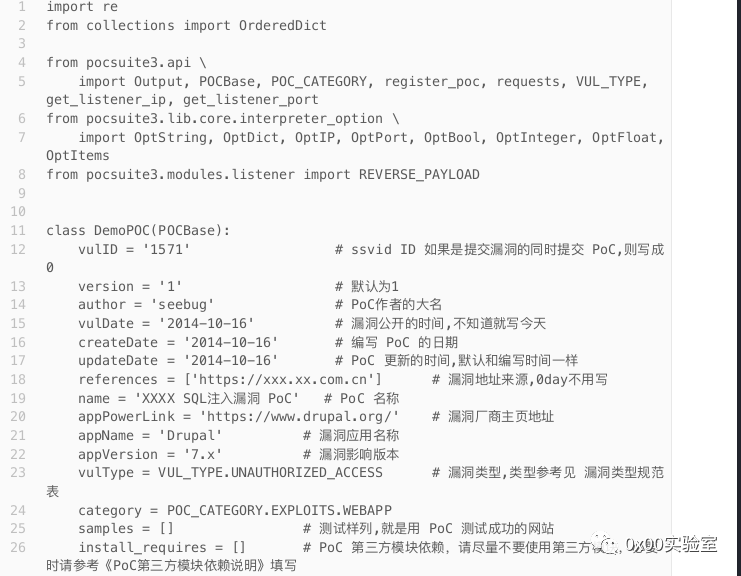 1 import re
2 from collections import OrderedDict
3
4 from pocsuite3.api \
5     import Output, POCBase, POC_CATEGORY, register_poc, requests, VUL_TYPE,
get_listener_ip, get_listener_port
6 from pocsuite3.lib.core.interpreter_option \
7     import OptString, OptDict, OptIP, OptPort, OptBool, OptInteger, OptFloat,
OptItems
8 from pocsuite3.modules.listener import REVERSE_PAYLOAD
9
10
11 class DemoPOC(POCBase):
12     vulID = '1571'                  # ssvid ID 如果是提交漏洞的同时提交 PoC,则写成
0
13     version = '1'                   # 默认为1
14     author = 'seebug'               # PoC作者的大名
15     vulDate = '2014-10-16'          # 漏洞公开的时间,不知道就写今天
16     createDate = '2014-10-16'       # 编写 PoC 的日期
17     updateDate = '2014-10-16'       # PoC 更新的时间,默认和编写时间一样
18     references = ['https://xxx.xx.com.cn']      # 漏洞地址来源,0day不用写
19     name = 'XXXX SQL注入漏洞 PoC'   # PoC 名称
20     appPowerLink = 'https://www.drupal.org/'    # 漏洞厂商主页地址
21     appName = 'Drupal'          # 漏洞应用名称
22     appVersion = '7.x'          # 漏洞影响版本
23     vulType = VUL_TYPE.UNAUTHORIZED_ACCESS      # 漏洞类型,类型参考见 漏洞类型规范
表
24     category = POC_CATEGORY.EXPLOITS.WEBAPP
25     samples = []                # 测试样列,就是用 PoC 测试成功的网站
26     install_requires = []       # PoC 第三方模块依赖，请尽量不要使用第三方
时请参考《PoC第三方模块依赖说明》填写
0x00实验室